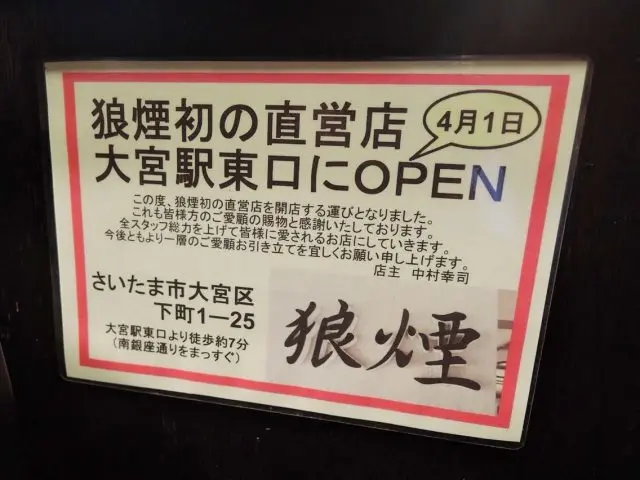 狼煙初の直営店
4月1日
大宮駅東口にOPEN
この度、狼煙初の直営店を開店する運びとなりました。
これも皆様方のご愛顧の賜物と感謝いたしております。
全スタッフ総力を上げて皆様に愛されるお店にしていきます。
今後ともより一層のご愛顧お引き立てを宜しくお願い申し上げます。
店主 中村幸司
さいたま市大宮区
下町1ー25
大宮駅東口より徒歩約7分
(南銀座通りをまっすぐ)
狼煙